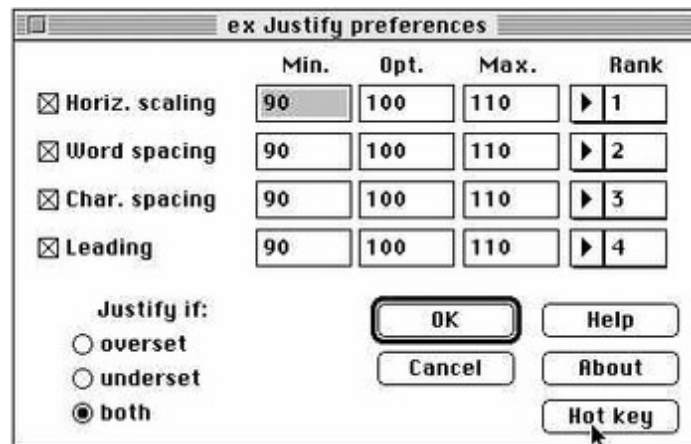 ex Justify preferences
Min. Opt. Max. Rank
Horiz. scaling 90 100 110 1
Word spacing 90 100 110 2
Char. spacing 90 100 110 3
Leading 90 100 110 4
Justify if:
overset
underset
both
OK Help
Cancel About
Hot key